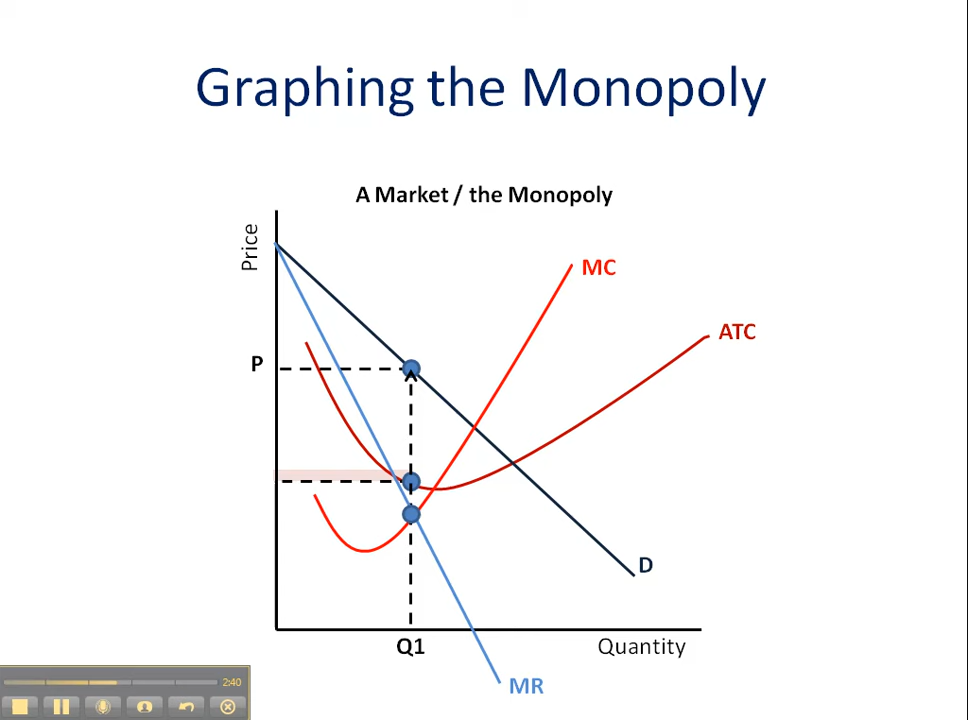 Graphing the Monopoly
A Market / the Monopoly
Price
MC
ATC
P
D
Q1
Quantity
MR
2:40